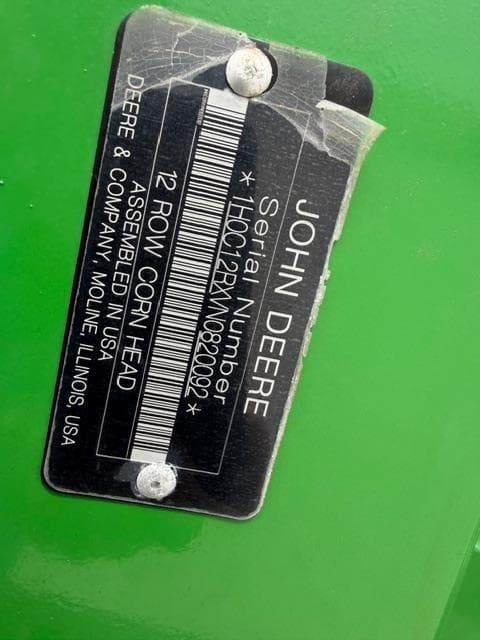 JOHN DEERE
Serial Number
*1H0C12RXVN0820092*
12 ROW CORN HEAD
ASSEMBLED IN USA
DEERE & COMPANY, MOLINE, ILLINOIS, USA